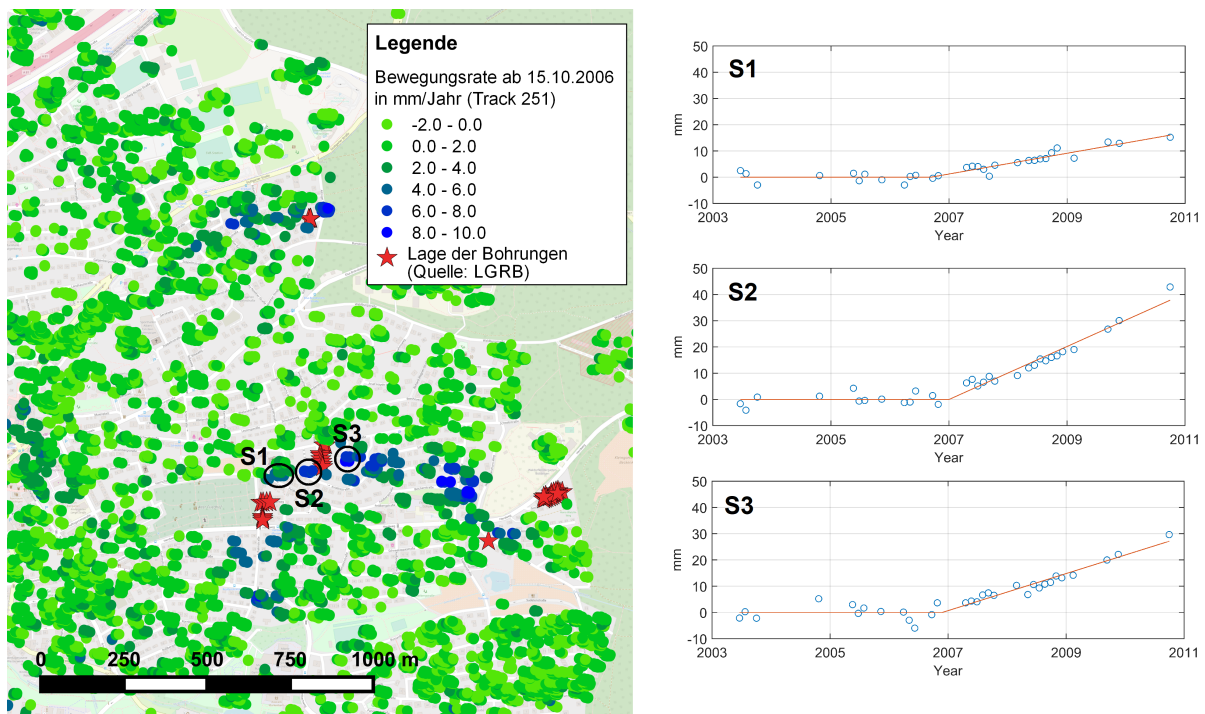 Legende
Bewegungsrate ab 15.10.2006
in mm/Jahr (Track 251)
-2.0 - 0.0
0.0 - 2.0
2.0 - 4.0
4.0 - 6.0
6.0 - 8.0
8.0 - 10.0
Lage der Bohrungen
(Quelle: LGRB)
S1
S2
S3
0 250 500 750 1000 m
S1
50
40
30
20
10
0
-10
mm
2003 2005 2007 2009 2011
Year
S2
50
40
30
20
10
0
-10
mm
2003 2005 2007 2009 2011
Year
S3
50
40
30
20
10
0
-10
mm
2003 2005 2007 2009 2011
Year